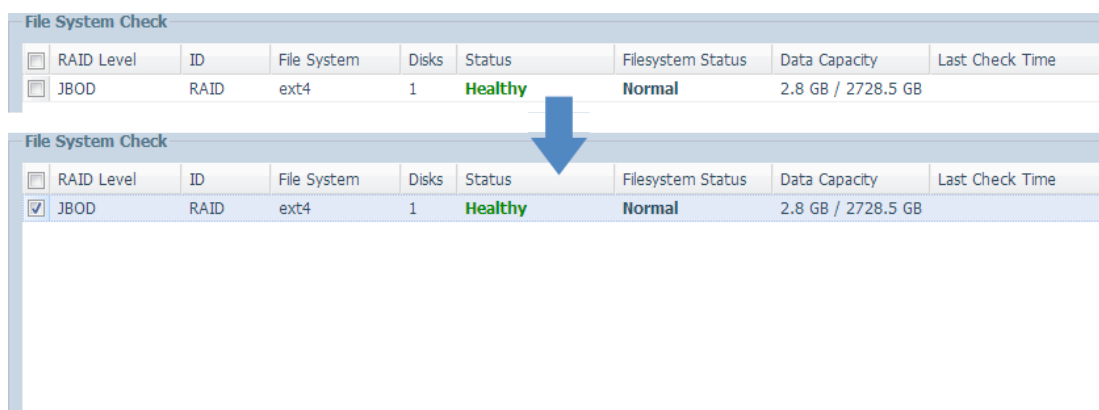 File System Check
RAID Level ID File System Disks Status Filesystem Status Data Capacity Last Check Time
JBOD RAID ext4 1 Healthy Normal 2.8 GB / 2728.5 GB
File System Check
RAID Level ID File System Disks Status Filesystem Status Data Capacity Last Check Time
JBOD RAID ext4 1 Healthy Normal 2.8 GB / 2728.5 GB